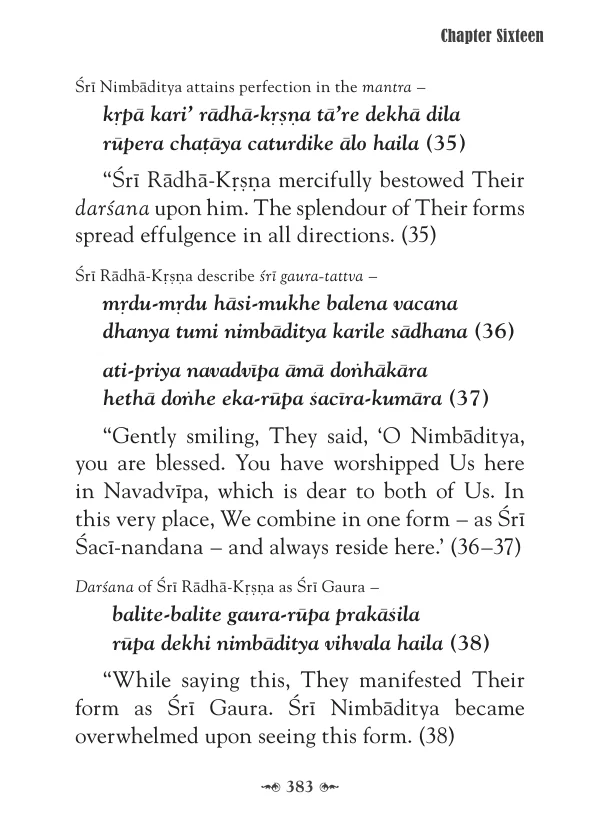 Chapter Sixteen
Śrī Nimbāditya attains perfection in the mantra –
kṛpā kari’ rādhā-kṛṣṇa tā’re dekhā dila
rūpera chaṭāya caturdike ālo haila (35)
“Śrī Rādhā-Kṛṣṇa mercifully bestowed Their
darśana upon him. The splendour of Their forms
spread effulgence in all directions. (35)
Śrī Rādhā-Kṛṣṇa describe śrī gaura-tattva –
mṛdu-mṛdu hāsi-mukhe balena vacana
dhanya tumi nimbāditya karile sādhana (36)
ati-priya navadvīpa āmā doṅhākāra
hethā doṅhe eka-rūpa śacīra-kumāra (37)
“Gently smiling, They said, ‘O Nimbāditya,
you are blessed. You have worshipped Us here
in Navadvīpa, which is dear to both of Us. In
this very place, We combine in one form – as Śrī
Śacī-nandana – and always reside here.’ (36–37)
Darśana of Śrī Rādhā-Kṛṣṇa as Śrī Gaura –
balite-balite gaura-rūpa prakāśila
rūpa dekhi nimbāditya vihvala haila (38)
“While saying this, They manifested Their
form as Śrī Gaura. Śrī Nimbāditya became
overwhelmed upon seeing this form. (38)
383